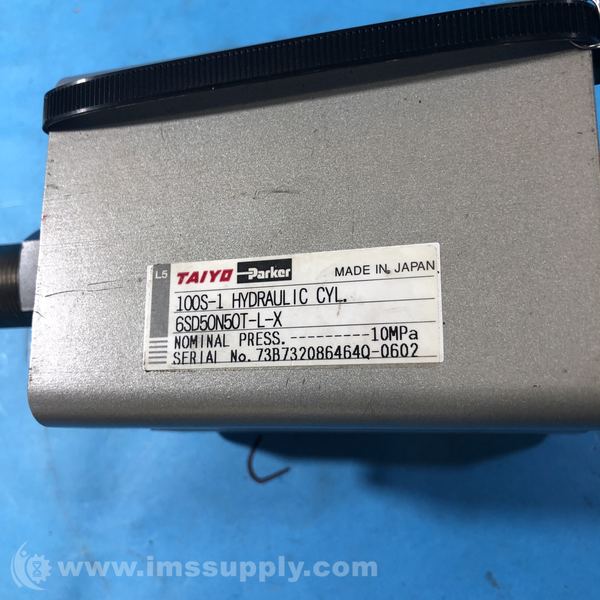 L5 TAIYO Parker MADE IN JAPAN
100S-1 HYDRAULIC CYL.
6SD50N50T-L-X
NOMINAL PRESS.----------10MPa
SERIAL No.73B732086464Q-0602
www.imssupply.com